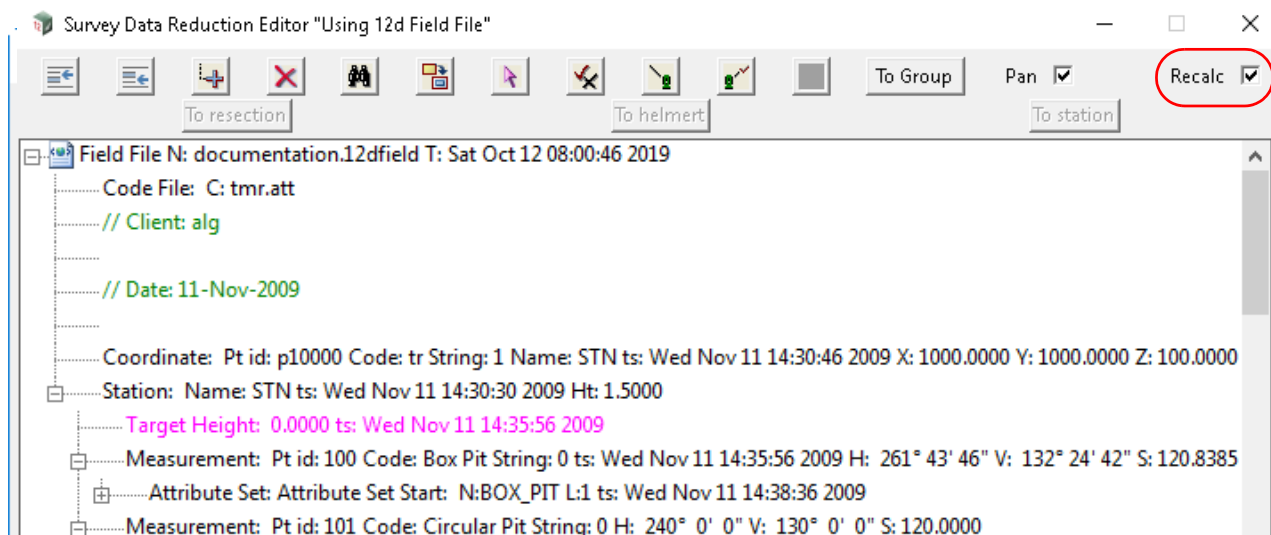 Survey Data Reduction Editor "Using 12d Field File"
To Group Pan Recalc
To resection To helmert To station
Field File N: documentation.12dfield T: Sat Oct 12 08:00:46 2019
Code File: C: tmr.att
// Client: alg
// Date: 11-Nov-2009
Coordinate: Pt id: p10000 Code: tr String: 1 Name: STN ts: Wed Nov 11 14:30:46 2009 X: 1000.0000 Y: 1000.0000 Z: 100.0000
Station: Name: STN ts: Wed Nov 11 14:30:30 2009 Ht: 1.5000
Target Height: 0.0000 ts: Wed Nov 11 14:35:56 2009
Measurement: Pt id: 100 Code: Box Pit String: 0 ts: Wed Nov 11 14:35:56 2009 H: 261° 43' 46" V: 132° 24' 42" S: 120.8385
Attribute Set: Attribute Set Start: N:BOX_PIT L:1 ts: Wed Nov 11 14:38:36 2009
Measurement: Pt id: 101 Code: Circular Pit String: 0 H: 240° 0' 0" V: 130° 0' 0" S: 120.0000